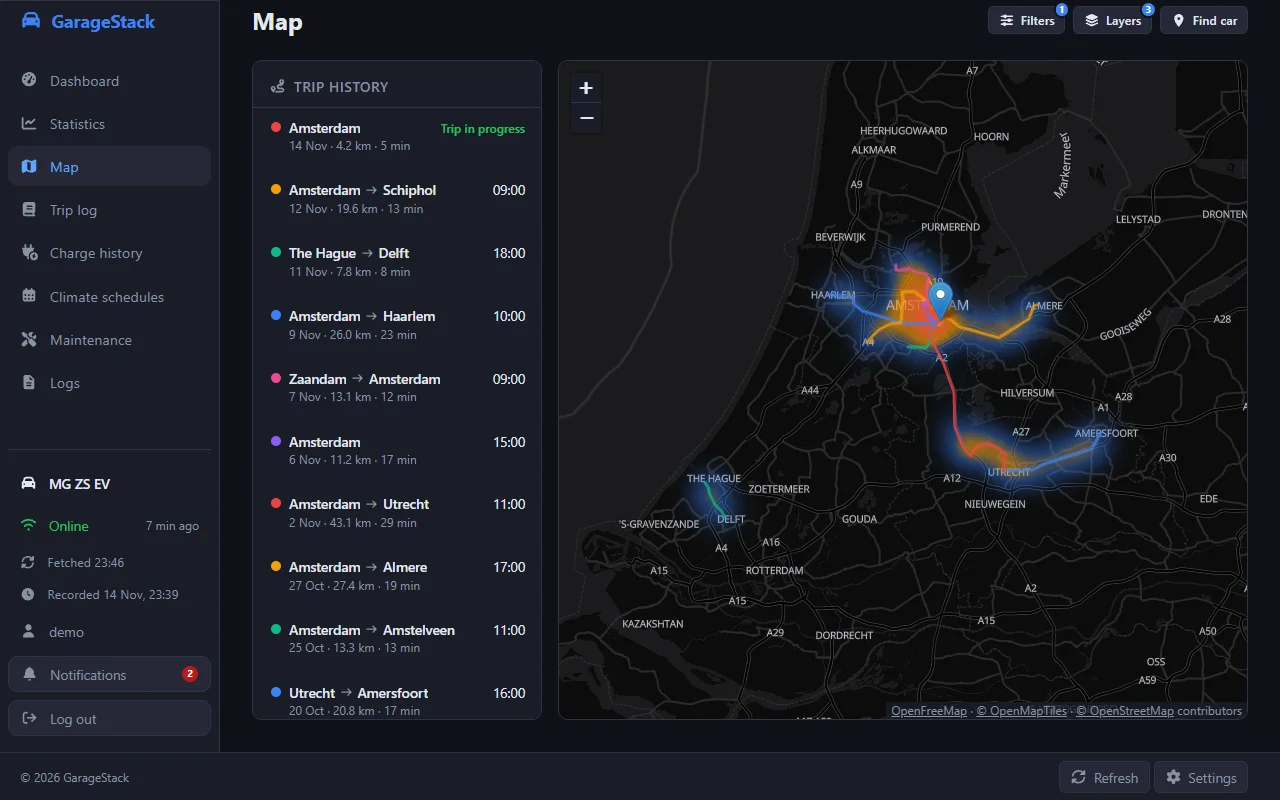 GarageStack
Dashboard
Statistics
Map
Trip log
Charge history
Climate schedules
Maintenance
Logs
MG ZS EV
Online 7 min ago
Fetched 23:46
Recorded 14 Nov, 23:39
demo
Notifications 2
Log out
Map
Filters 1
Layers 3
Find car
TRIP HISTORY
Amsterdam Trip in progress
14 Nov · 4.2 km · 5 min
Amsterdam → Schiphol 09:00
12 Nov · 19.6 km · 13 min
The Hague → Delft 18:00
11 Nov · 7.8 km · 8 min
Amsterdam → Haarlem 10:00
9 Nov · 26.0 km · 23 min
Zaandam → Amsterdam 09:00
7 Nov · 13.1 km · 12 min
Amsterdam 15:00
6 Nov · 11.2 km · 17 min
Amsterdam → Utrecht 11:00
2 Nov · 43.1 km · 29 min
Amsterdam → Almere 17:00
27 Oct · 27.4 km · 19 min
Amsterdam → Amstelveen 11:00
25 Oct · 13.3 km · 13 min
Utrecht → Amersfoort 16:00
20 Oct · 20.8 km · 17 min
+
−
A7
HEERHUGOWAARD
HOORN
ALKMAAR
Markermeer
A9
LELYSTAD
DRONTEN
PURMEREND
BEVERWIJK
A10
HAARLEM
ALMERE
GOOISEWEG
A28
A4
A2
A44
HILVERSUM
A28
A1
A27
AMERSFOORT
A30
UTRECHT
THE HAGUE
ZOETERMEER
A12
EDE
NIEUWEGEIN
'S-GRAVENZANDE
DELFT
GOUDA
A4
A16
A15
ROTTERDAM
A2
A15
A15
KAZAKSHTAN
A29
DORDRECHT
A50
OSS
A59
OpenFreeMap · © OpenMapTiles · © OpenStreetMap contributors
© 2026 GarageStack
Refresh
Settings